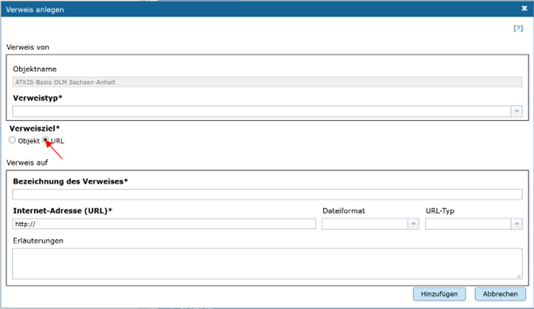 Verweis anlegen
[?]
Verweis von
Objektname
ATKIS-Basis-DLM Sachsen-Anhalt
Verweistyp*
Verweisziel*
Objekt URL
Verweis auf
Bezeichnung des Verweises*
Internet-Adresse (URL)* Dateiformat URL-Typ
http://
Erläuterungen
Hinzufügen Abbrechen